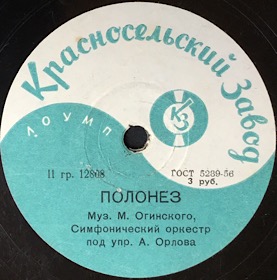 Красносельский Завод
ЛОУМП
КЗ
II гр. 12808
ГОСТ 5289-56
3 руб.
ПОЛОНЕЗ
Муз. М. Огинского,
Симфонический оркестр
под упр. А. Орлова